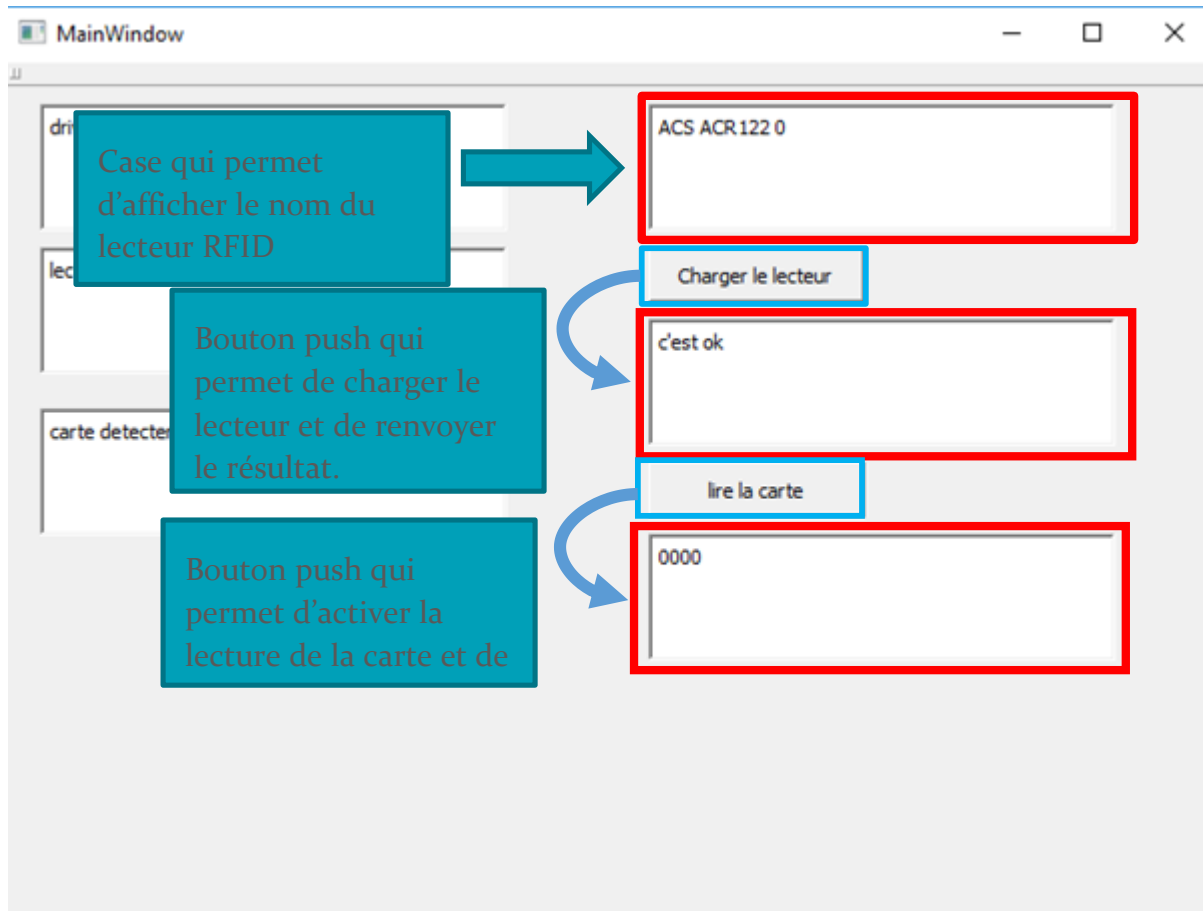 MainWindow
ACS ACR122 0
Case qui permet
d'afficher le nom du
lecteur RFID
Charger le lecteur
Bouton push qui
permet de charger le
lecteur et de renvoyer
le résultat.
c'est ok
carte detecter
lire la carte
Bouton push qui
permet d'activer la
lecture de la carte et de
0000